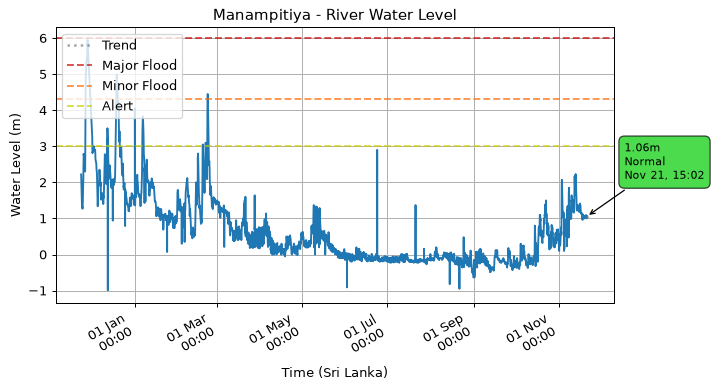 Manampitiya - River Water Level
Trend
Major Flood
Minor Flood
Alert
Water Level (m)
6
5
4
3
2
1
0
−1
1.06m
Normal
Nov 21, 15:02
01 Jan
00:00
01 Mar
00:00
01 May
00:00
01 Jul
00:00
01 Sep
00:00
01 Nov
00:00
Time (Sri Lanka)